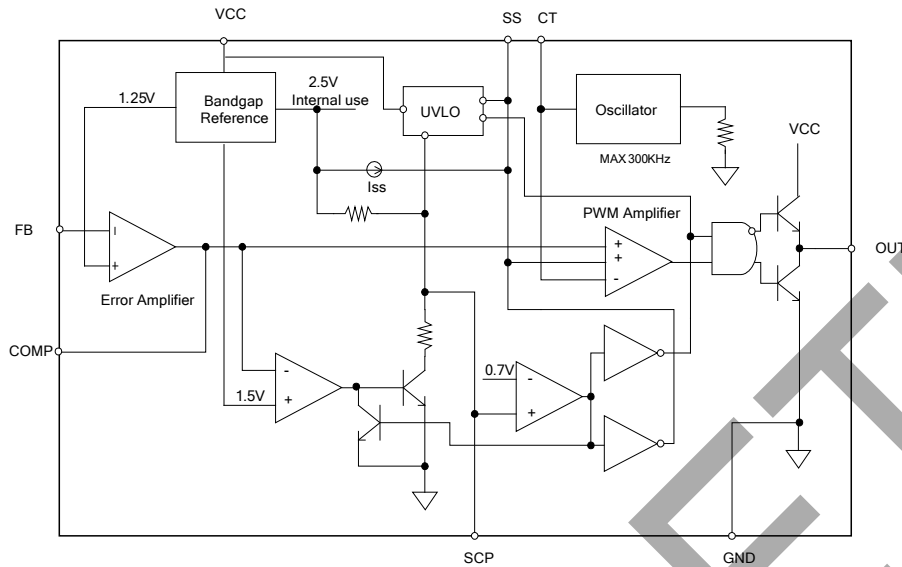 VCC
SS
CT
2.5V
Internal use
1.25V
Bandgap
Reference
UVLO
Oscillator
VCC
MAX 300KHz
Iss
PWM Amplifier
FB
-
+
+
+
-
OUT
Error Amplifier
COMP
0.7V
-
+
-
+
1.5V
SCP
GND